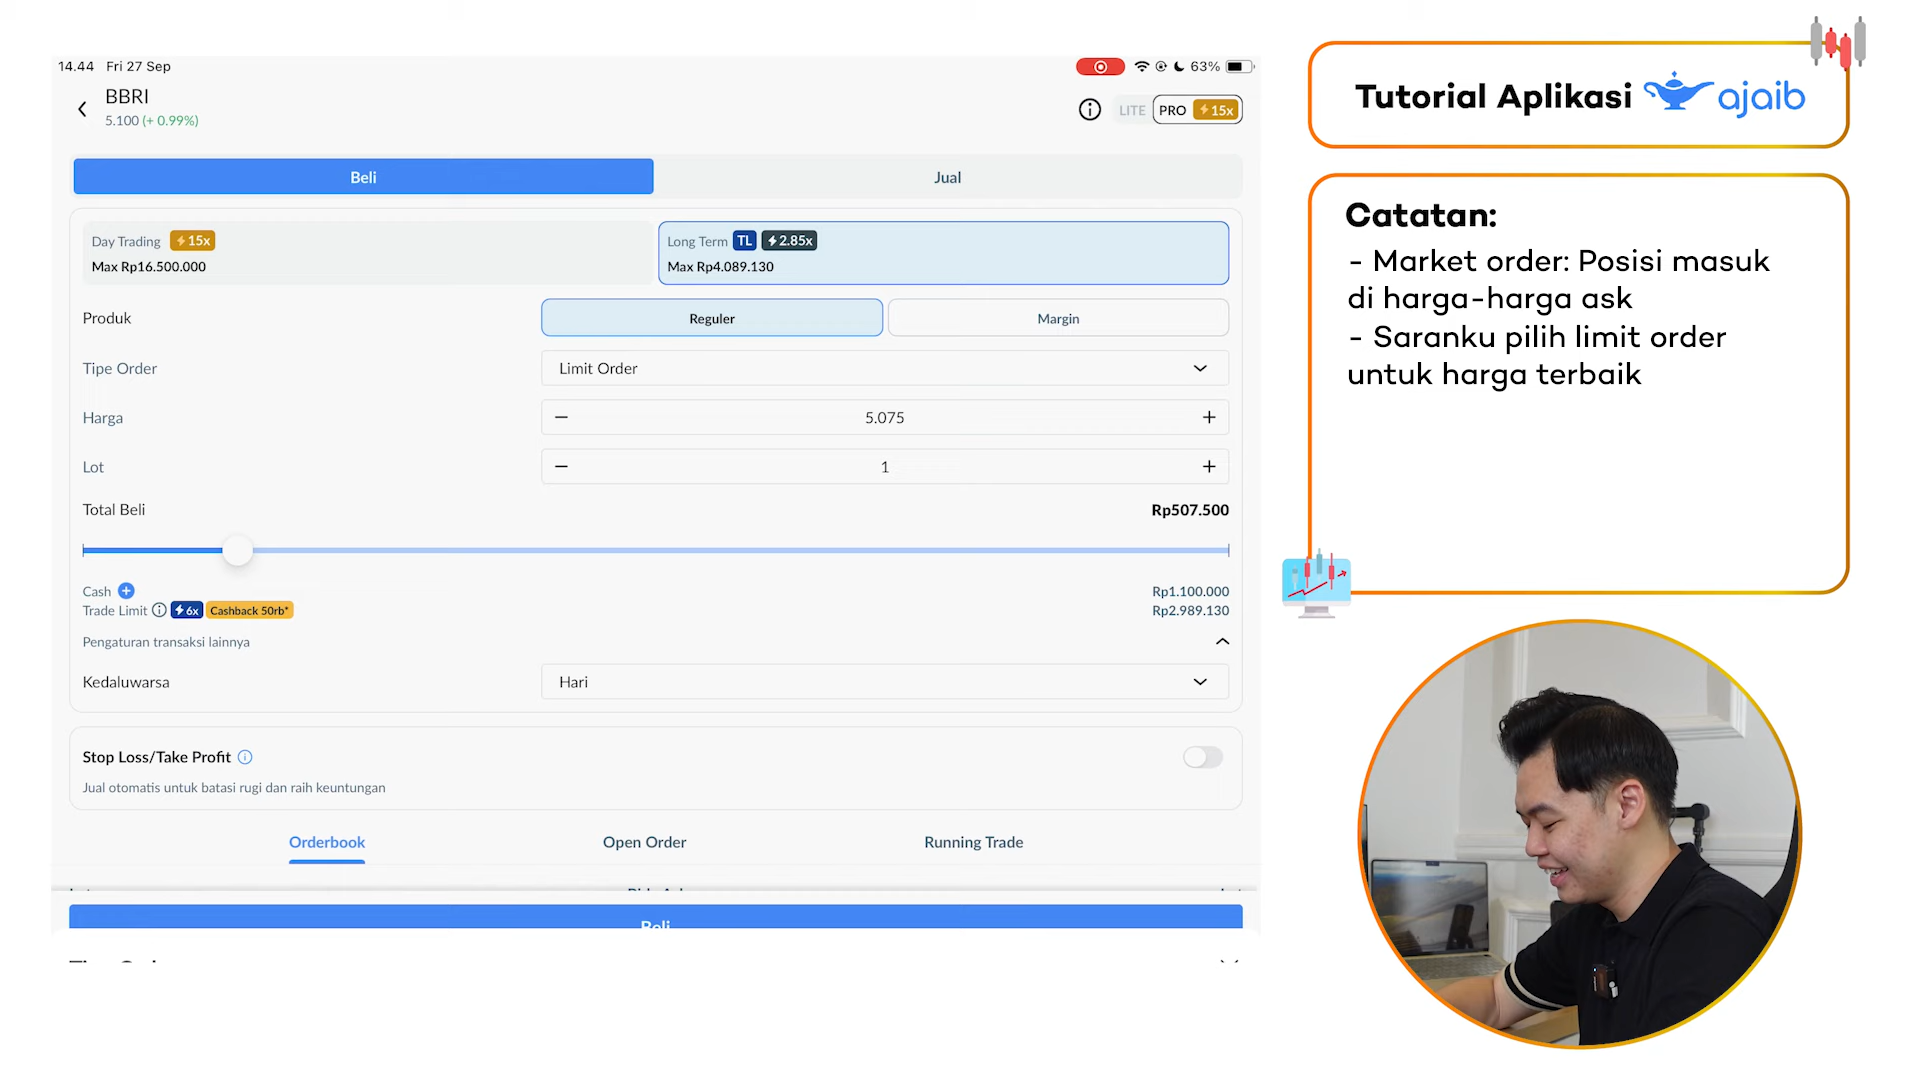 14.44 Fri 27 Sep
63%
BBRI
5.100 (+ 0.99%)
LITE PRO 15x
Beli Jual
Day Trading 15x
Max Rp16.500.000
Long Term TL 2.85x
Max Rp4.089.130
Produk Reguler Margin
Tipe Order Limit Order
Harga − 5.075 +
Lot − 1 +
Total Beli Rp507.500
Cash Rp1.100.000
Trade Limit 6x Cashback 50rb* Rp2.989.130
Pengaturan transaksi lainnya
Kedaluwarsa Hari
Stop Loss/Take Profit
Jual otomatis untuk batasi rugi dan raih keuntungan
Orderbook Open Order Running Trade
Beli
Tutorial Aplikasi ajaib
Catatan:
- Market order: Posisi masuk
di harga-harga ask
- Saranku pilih limit order
untuk harga terbaik